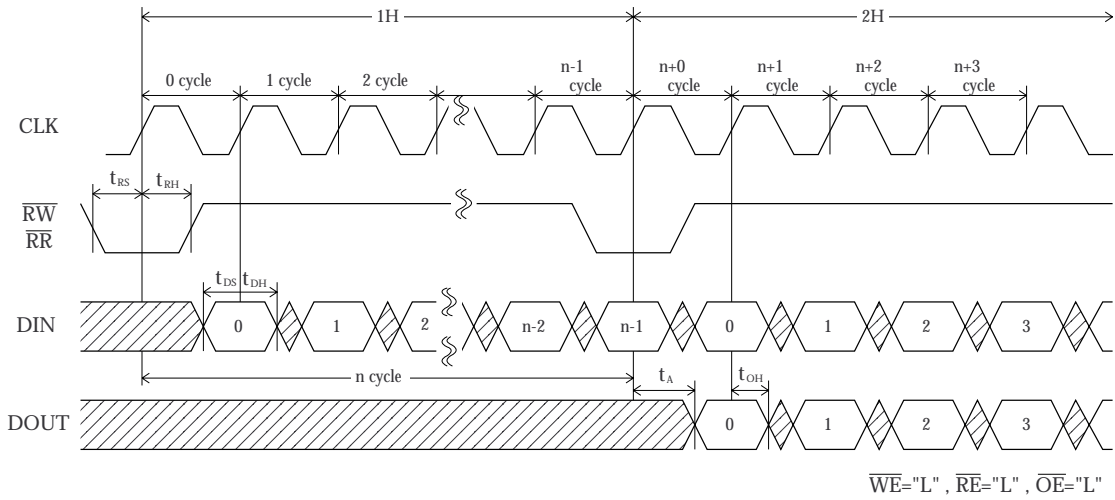 1H 2H
0 cycle 1 cycle 2 cycle n-1 cycle n+0 cycle n+1 cycle n+2 cycle n+3 cycle
CLK
tRS tRH
RW
RR
tDS tDH
DIN 0 1 2 n-2 n-1 0 1 2 3
n cycle tA tOH
DOUT 0 1 2 3
WE="L" , RE="L" , OE="L"